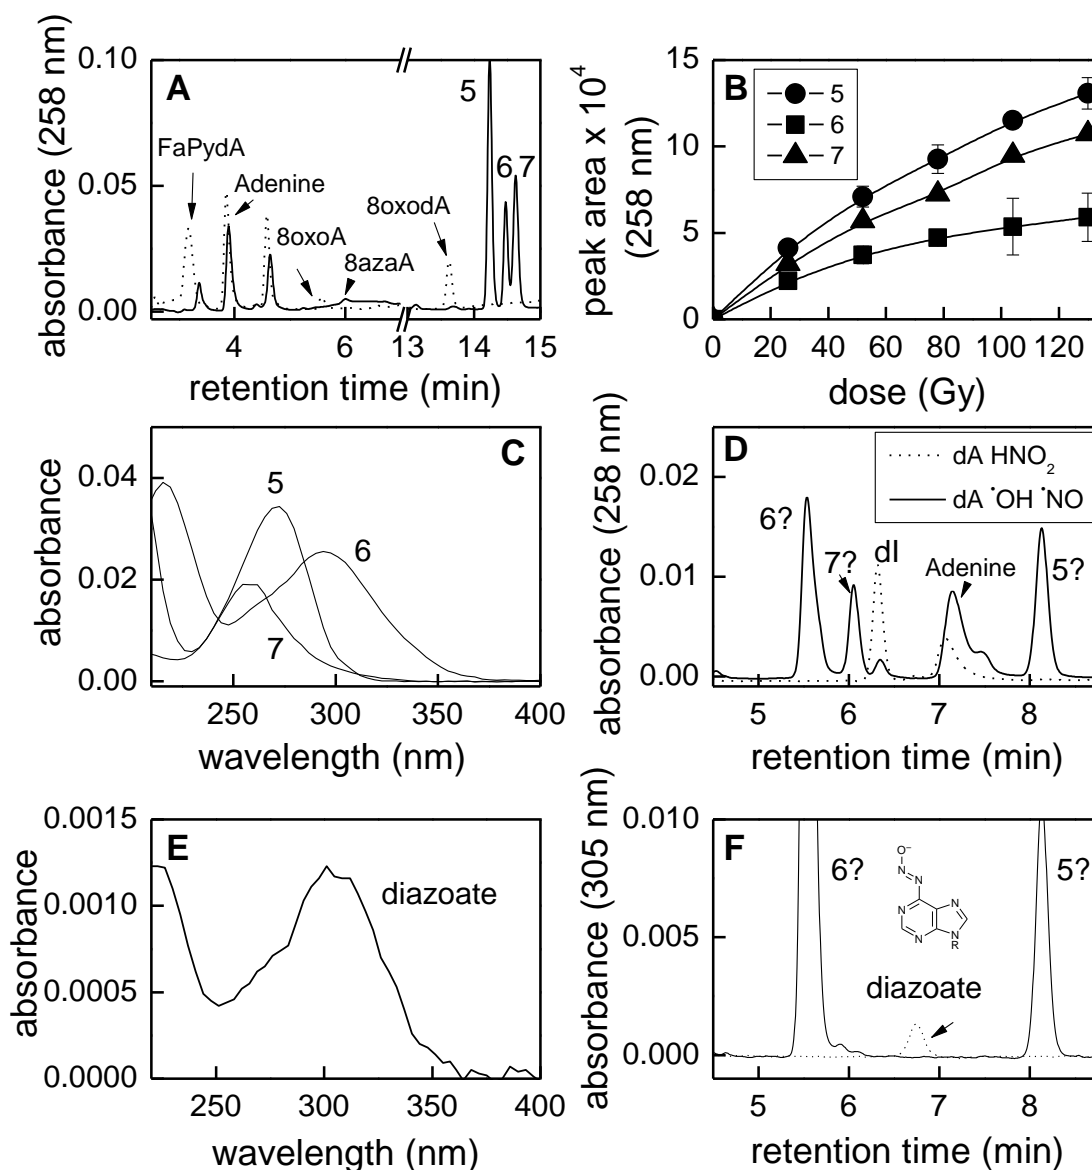 A
absorbance (258 nm)
0.10
0.05
0.00
FaPydA
Adenine
8oxoA
8azaA
8oxodA
5
6 7
4 6 13 14 15
retention time (min)
B
peak area x 10⁴
(258 nm)
15
10
5
0
5
6
7
0 20 40 60 80 100 120
dose (Gy)
C
absorbance
0.04
0.02
0.00
5
6
7
250 300 350 400
wavelength (nm)
D
absorbance (258 nm)
0.02
0.01
0.00
dA HNO₂
dA •OH •NO
6?
7?
dI
Adenine
5?
5 6 7 8
retention time (min)
E
absorbance
0.0015
0.0010
0.0005
0.0000
diazoate
250 300 350 400
wavelength (nm)
F
absorbance (305 nm)
0.010
0.005
0.000
6?
5?
O⁻
N
N
N
N
N
N
N
R
diazoate
5 6 7 8
retention time (min)